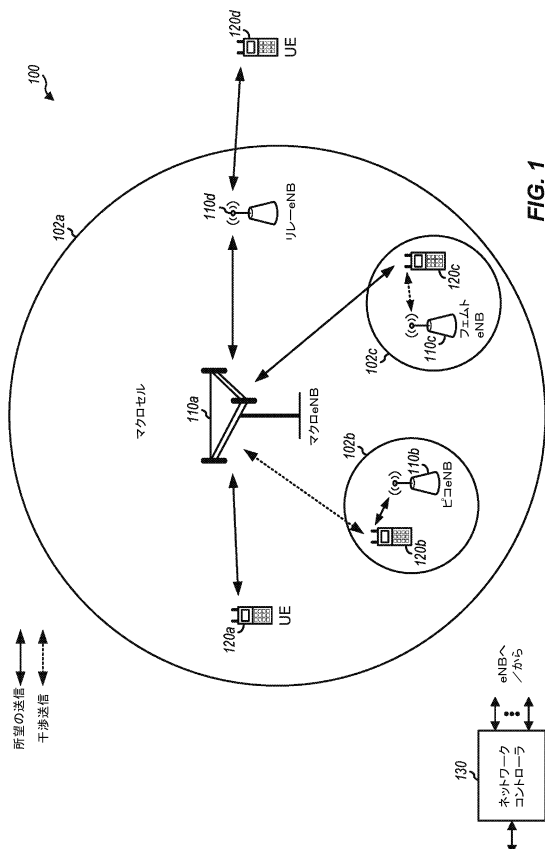 所望の送信
干渉送信
100
102a
マクロセル
110a
マクロeNB
120a
UE
110d
リレーeNB
120d
UE
102b
110b
ピコeNB
120b
102c
110c
フェムト
eNB
120c
130
ネットワーク
コントローラ
eNBへ
/から
FIG. 1